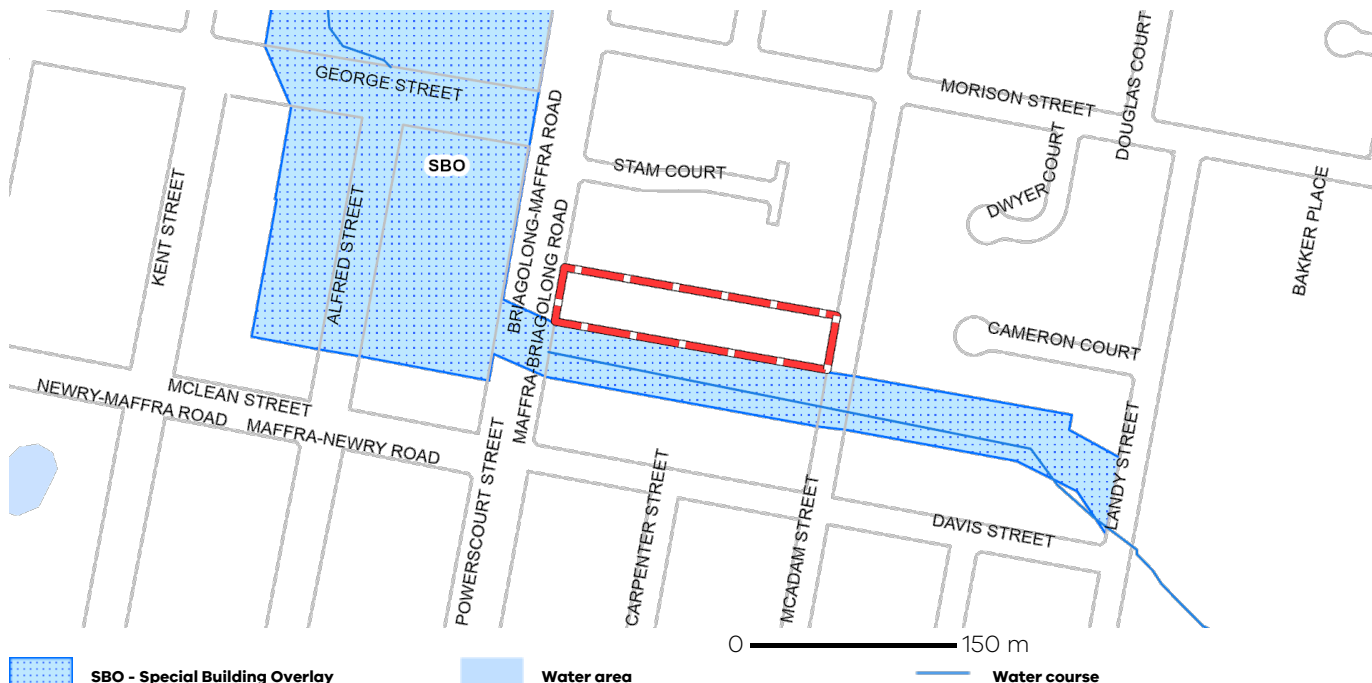 GEORGE STREET
MORISON STREET
DOUGLAS COURT
BRIAGOLONG-MAFFRA ROAD
SBO
STAM COURT
DWYER COURT
BAKKER PLACE
KENT STREET
ALFRED STREET
MAFFRA-BRIAGOLONG ROAD
CAMERON COURT
NEWRY-MAFFRA ROAD
MCLEAN STREET
MAFFRA-NEWRY ROAD
POWERSCOURT STREET
CARPENTER STREET
MCADAM STREET
LANDY STREET
DAVIS STREET
0 150 m
SBO - Special Building Overlay
Water area
Water course